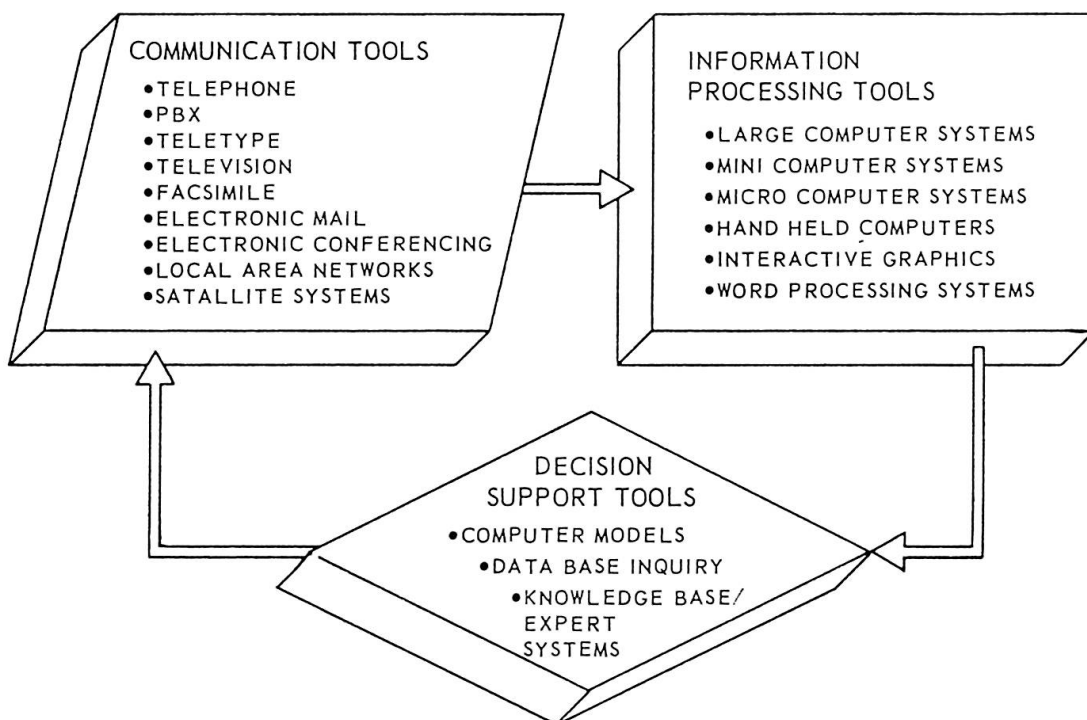 COMMUNICATION TOOLS
•TELEPHONE
•PBX
•TELETYPE
•TELEVISION
•FACSIMILE
•ELECTRONIC MAIL
•ELECTRONIC CONFERENCING
•LOCAL AREA NETWORKS
•SATALLITE SYSTEMS
INFORMATION
PROCESSING TOOLS
•LARGE COMPUTER SYSTEMS
•MINI COMPUTER SYSTEMS
•MICRO COMPUTER SYSTEMS
•HAND HELD COMPUTERS
•INTERACTIVE GRAPHICS
•WORD PROCESSING SYSTEMS
DECISION
SUPPORT TOOLS
•COMPUTER MODELS
•DATA BASE INQUIRY
•KNOWLEDGE BASE/
EXPERT
SYSTEMS